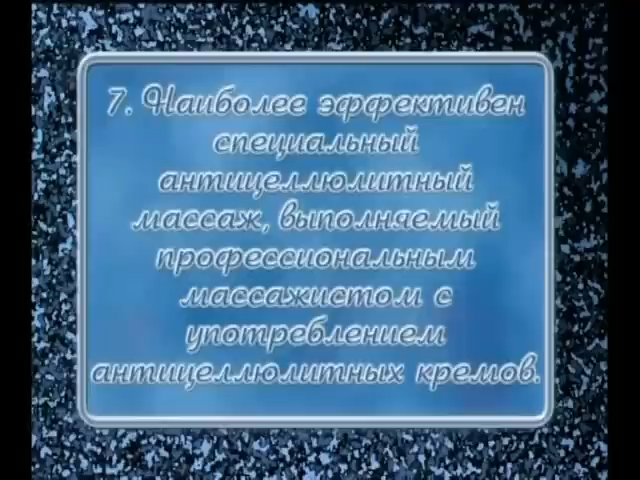 7. Наиболее эффективен
специальный
антицеллюлитный
массаж, выполняемый
профессиональным
массажистом с
употреблением
антицеллюлитных кремов.